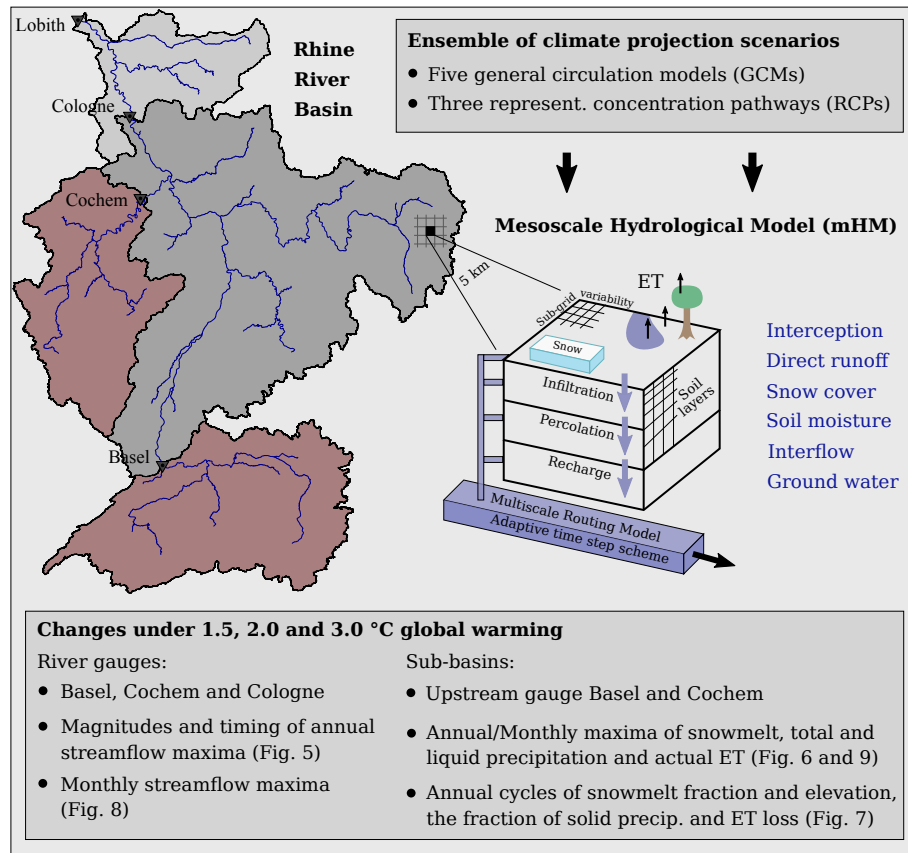 Lobith
Rhine
River
Basin
Cologne
Cochem
Basel
Ensemble of climate projection scenarios
• Five general circulation models (GCMs)
• Three represent. concentration pathways (RCPs)
Mesoscale Hydrological Model (mHM)
5 km
Sub-grid variability
ET
Snow
Infiltration
Percolation
Recharge
Soil
layers
Multiscale Routing Model
Adaptive time step scheme
Interception
Direct runoff
Snow cover
Soil moisture
Interflow
Ground water
Changes under 1.5, 2.0 and 3.0 °C global warming
River gauges:
• Basel, Cochem and Cologne
• Magnitudes and timing of annual
streamflow maxima (Fig. 5)
• Monthly streamflow maxima
(Fig. 8)
Sub-basins:
• Upstream gauge Basel and Cochem
• Annual/Monthly maxima of snowmelt, total and
liquid precipitation and actual ET (Fig. 6 and 9)
• Annual cycles of snowmelt fraction and elevation,
the fraction of solid precip. and ET loss (Fig. 7)